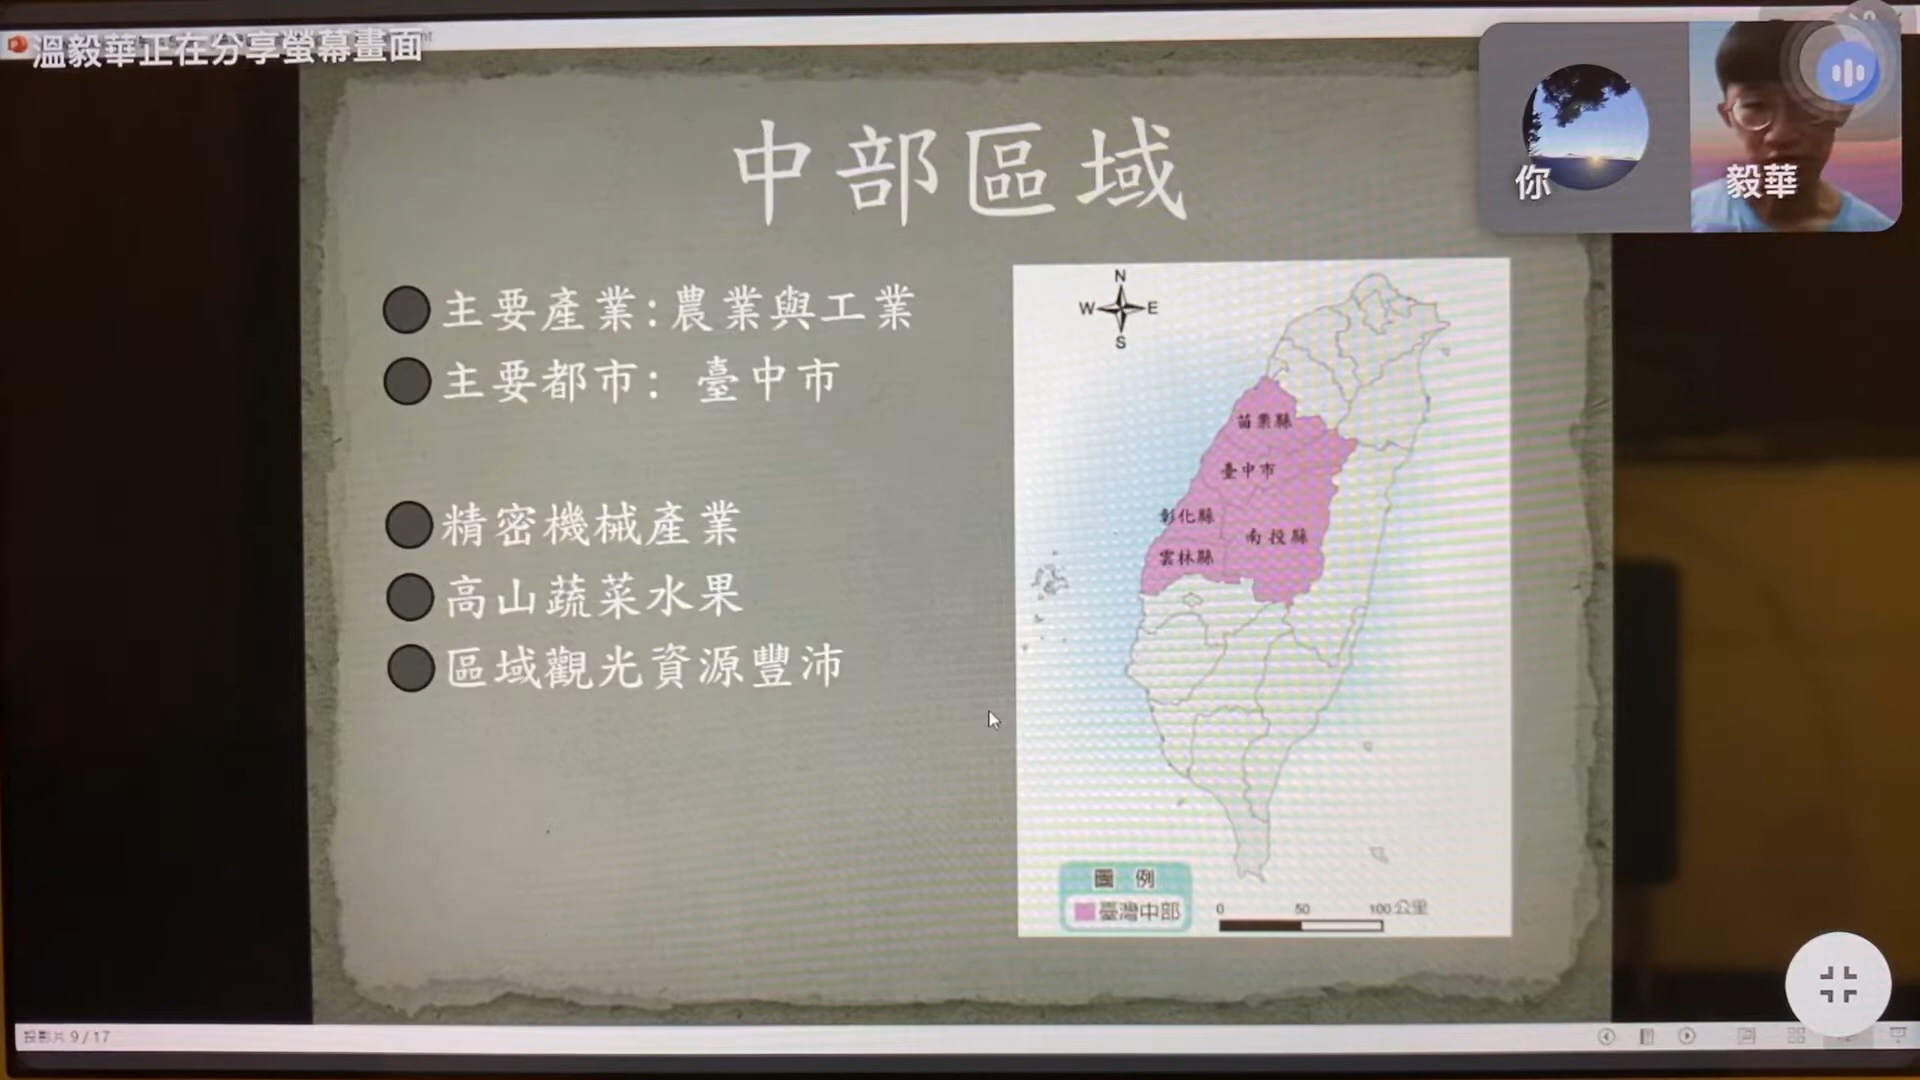 溫毅華正在分享螢幕畫面
你
毅華
中部區域
主要產業:農業與工業
主要都市: 臺中市
精密機械產業
高山蔬菜水果
區域觀光資源豐沛
N
W E
S
苗栗縣
臺中市
彰化縣
南投縣
雲林縣
圖 例
臺灣中部
0 50 100公里
投影片 9 / 17